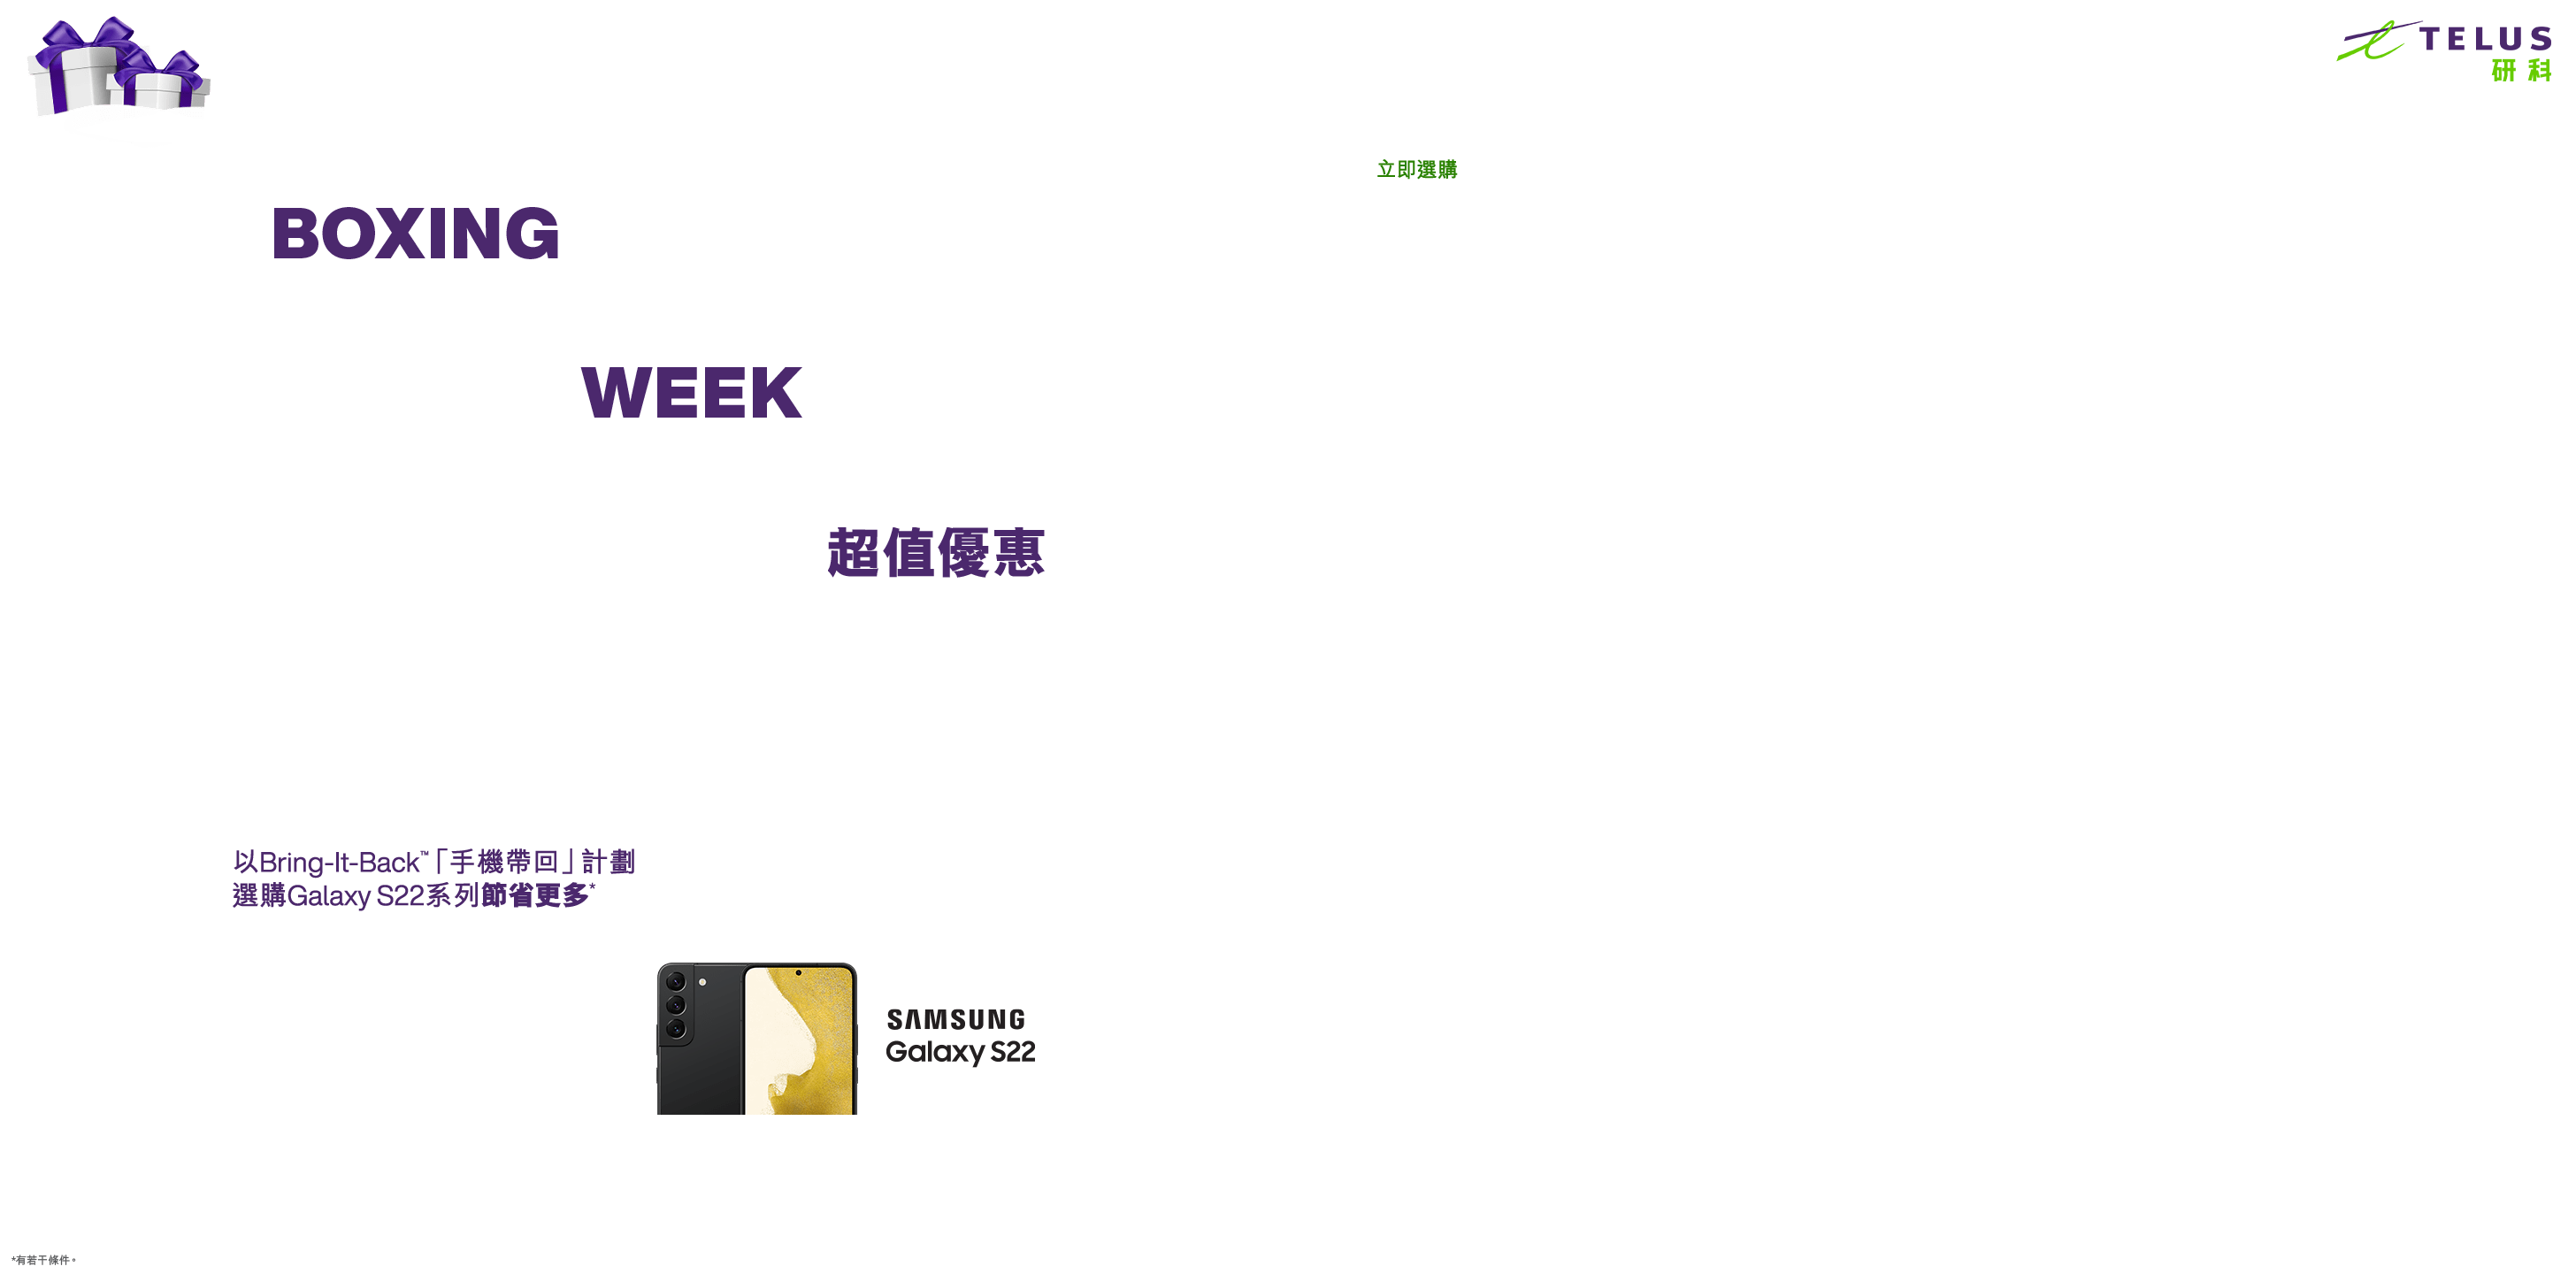 TELUS
研科
立即選購
BOXING
WEEK
超值優惠
以Bring-It-Back™「手機帶回」計劃
選購Galaxy S22系列節省更多*
SAMSUNG
Galaxy S22
*有若干條件。